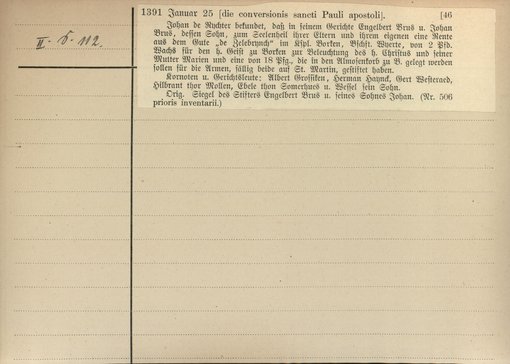 II. 5. 112
1391 Januar 25 [die conversionis sancti Pauli apostoli]. [46
Johan de Rychter bekundet, daß in seinem Gerichte Engelbert Brus u. Johan
Brus, dessen Sohn, zum Seelenheil ihrer Eltern und ihrem eigenen eine Rente
aus dem Gute „de Zelebrynch“ im Kspl. Borken, Bschft. Wyerte, von 2 Pfd.
Wachs für den h. Geist zu Borken zur Beleuchtung des h. Christus und seiner
Mutter Marien und eine von 18 Pfg., die in den Almosenkorb zu B. gelegt werden
sollen für die Armen, fällig beide auf St. Martin, gestiftet haben.
Kornoten u. Gerichtsleute: Albert Grossiken, Herman Haynck, Gert Westeraed,
Hillbrant thor Mollen, Ebele thon Somerhues u. Wessel sein Sohn.
Orig. Siegel des Stifters Engelbert Brus u. seines Sohnes Johan. (Nr. 506
prioris inventarii.)